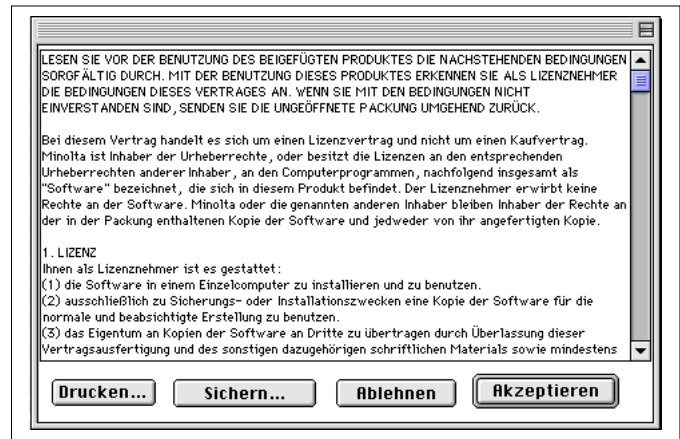 LESEN SIE VOR DER BENUTZUNG DES BEIGEFÜGTEN PRODUKTES DIE NACHSTEHENDEN BEDINGUNGEN
SORGFÄLTIG DURCH. MIT DER BENUTZUNG DIESES PRODUKTES ERKENNEN SIE ALS LIZENZNEHMER
DIE BEDINGUNGEN DIESES VERTRAGES AN. WENN SIE MIT DEN BEDINGUNGEN NICHT
EINVERSTANDEN SIND, SENDEN SIE DIE UNGEÖFFNETE PACKUNG UMGEHEND ZURÜCK.
Bei diesem Vertrag handelt es sich um einen Lizenzvertrag und nicht um einen Kaufvertrag.
Minolta ist Inhaber der Urheberrechte, oder besitzt die Lizenzen an den entsprechenden
Urheberrechten anderer Inhaber, an den Computerprogrammen, nachfolgend insgesamt als
"Software" bezeichnet, die sich in diesem Produkt befindet. Der Lizenznehmer erwirbt keine
Rechte an der Software. Minolta oder die genannten anderen Inhaber bleiben Inhaber der Rechte an
der in der Packung enthaltenen Kopie der Software und jedweder von ihr angefertigten Kopie.
1. LIZENZ
Ihnen als Lizenznehmer ist es gestattet:
(1) die Software in einem Einzelcomputer zu installieren und zu benutzen.
(2) ausschließlich zu Sicherungs- oder Installationszwecken eine Kopie der Software für die
normale und beabsichtigte Erstellung zu benutzen.
(3) das Eigentum an Kopien der Software an Dritte zu übertragen durch Überlassung dieser
Vertragsausfertigung und des sonstigen dazugehörigen schriftlichen Materials sowie mindestens
Drucken... Sichern... Ablehnen Akzeptieren